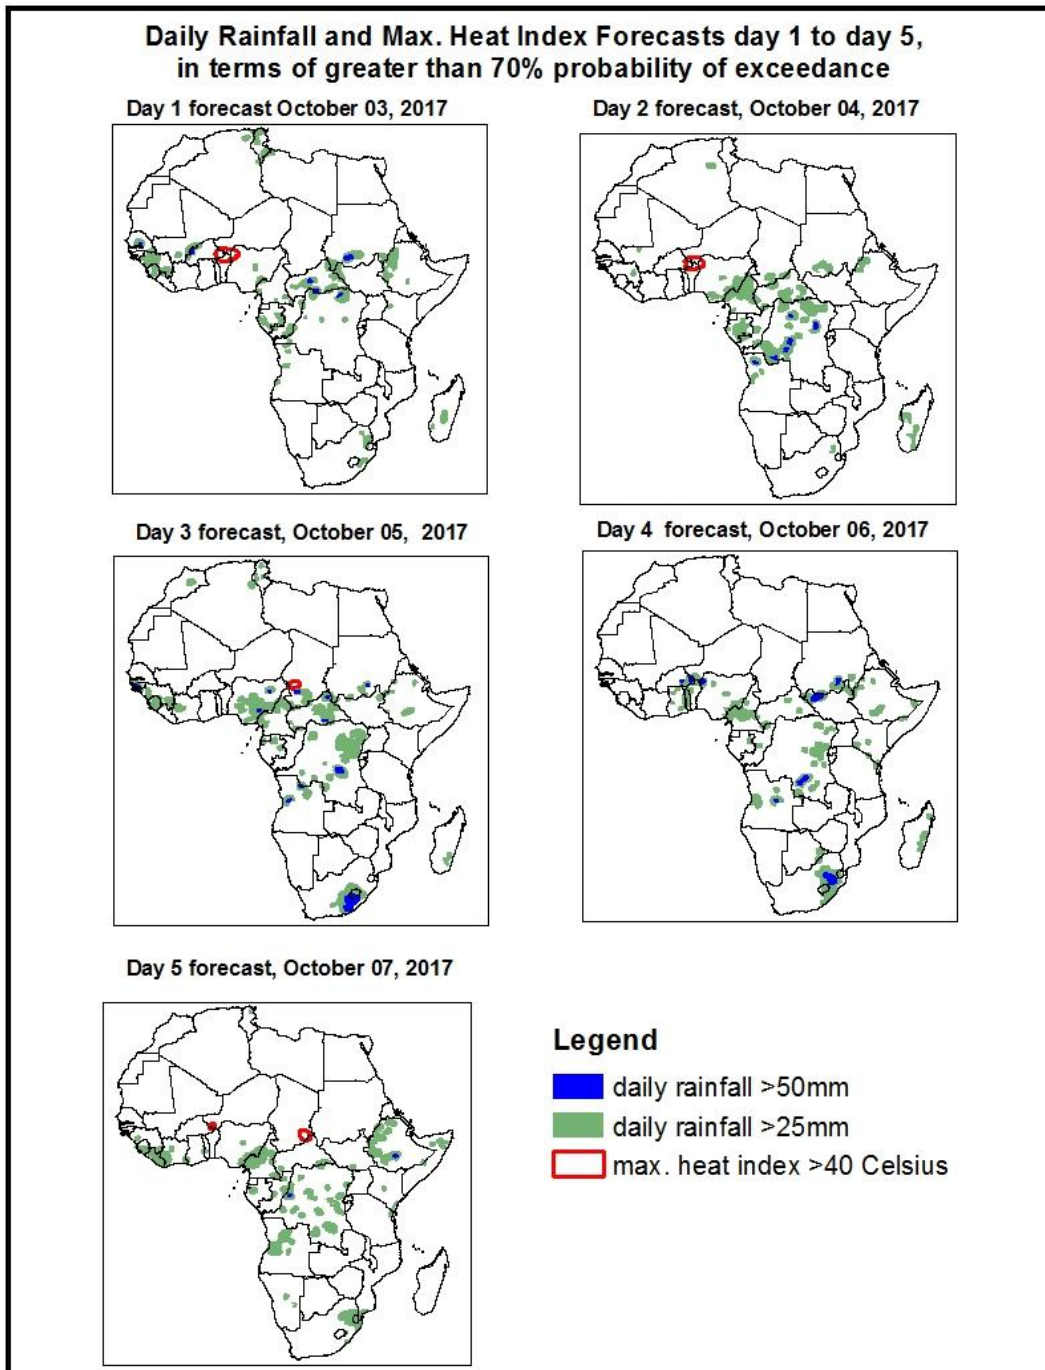 Daily Rainfall and Max. Heat Index Forecasts day 1 to day 5,
in terms of greater than 70% probability of exceedance
Day 1 forecast October 03, 2017
Day 2 forecast, October 04, 2017
Day 3 forecast, October 05, 2017
Day 4 forecast, October 06, 2017
Day 5 forecast, October 07, 2017
Legend
daily rainfall >50mm
daily rainfall >25mm
max. heat index >40 Celsius